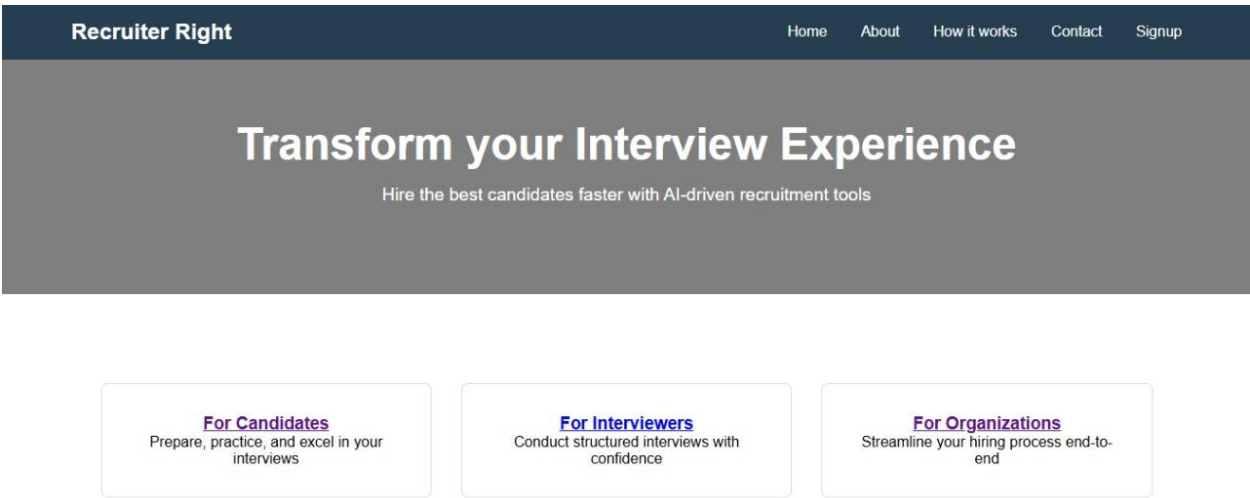 Recruiter Right
Home About How it works Contact Signup
Transform your Interview Experience
Hire the best candidates faster with AI-driven recruitment tools
For Candidates
Prepare, practice, and excel in your
interviews
For Interviewers
Conduct structured interviews with
confidence
For Organizations
Streamline your hiring process end-to-
end